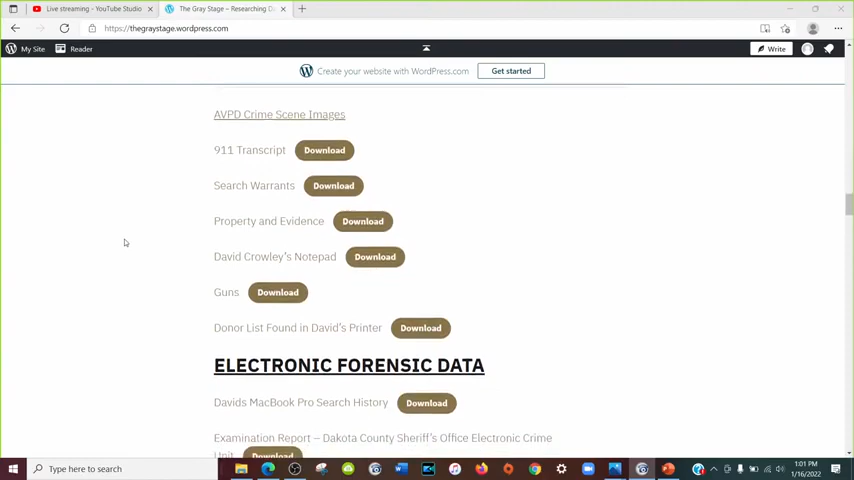 Live streaming - YouTube Studio
The Gray Stage – Researching Da
https://thegraystage.wordpress.com
My Site
Reader
Write
Create your website with WordPress.com
Get started
AVPD Crime Scene Images
911 Transcript Download
Search Warrants Download
Property and Evidence Download
David Crowley's Notepad Download
Guns Download
Donor List Found in David's Printer Download
ELECTRONIC FORENSIC DATA
Davids MacBook Pro Search History Download
Examination Report – Dakota County Sheriff's Office Electronic Crime
Unit Download
Type here to search
1:01 PM
1/16/2022